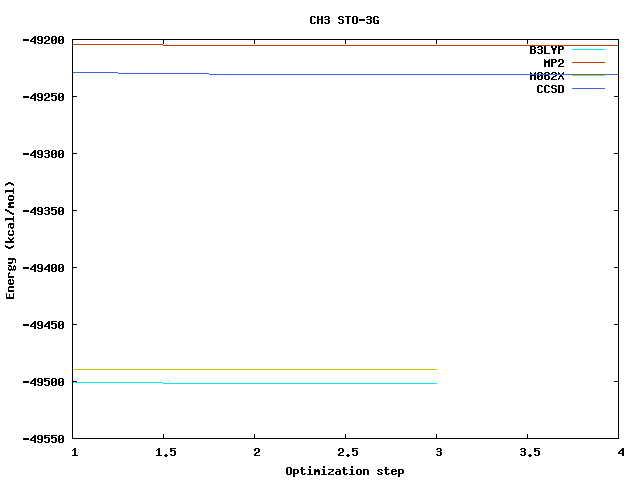 CH3 STO-3G
-49200
-49250
-49300
-49350
-49400
-49450
-49500
-49550
Energy (kcal/mol)
B3LYP
MP2
M062X
CCSD
1 1.5 2 2.5 3 3.5 4
Optimization step